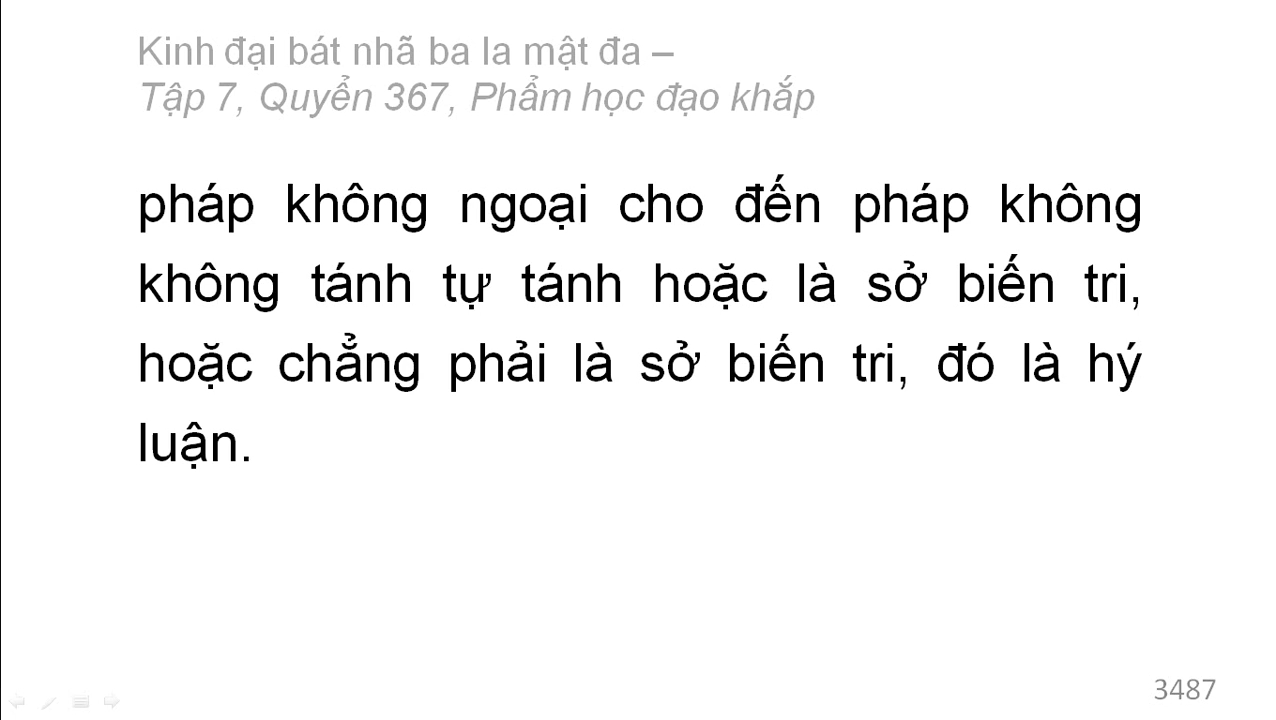 Kinh đại bát nhã ba la mật đa –
Tập 7, Quyển 367, Phẩm học đạo khắp
pháp không ngoại cho đến pháp không
không tánh tự tánh hoặc là sở biến tri,
hoặc chẳng phải là sở biến tri, đó là hý
luận.
3487